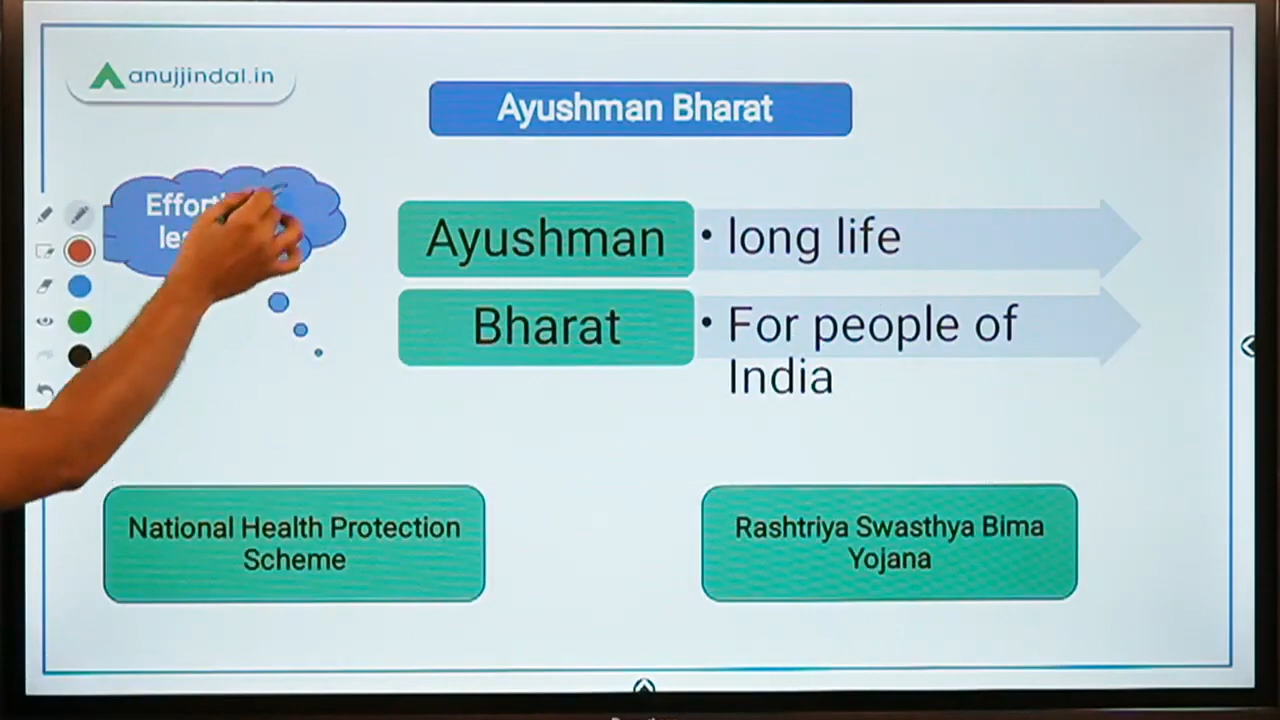 anujjindal.in
Ayushman Bharat
Ayushman
• long life
Bharat
• For people of
India
National Health Protection
Scheme
Rashtriya Swasthya Bima
Yojana